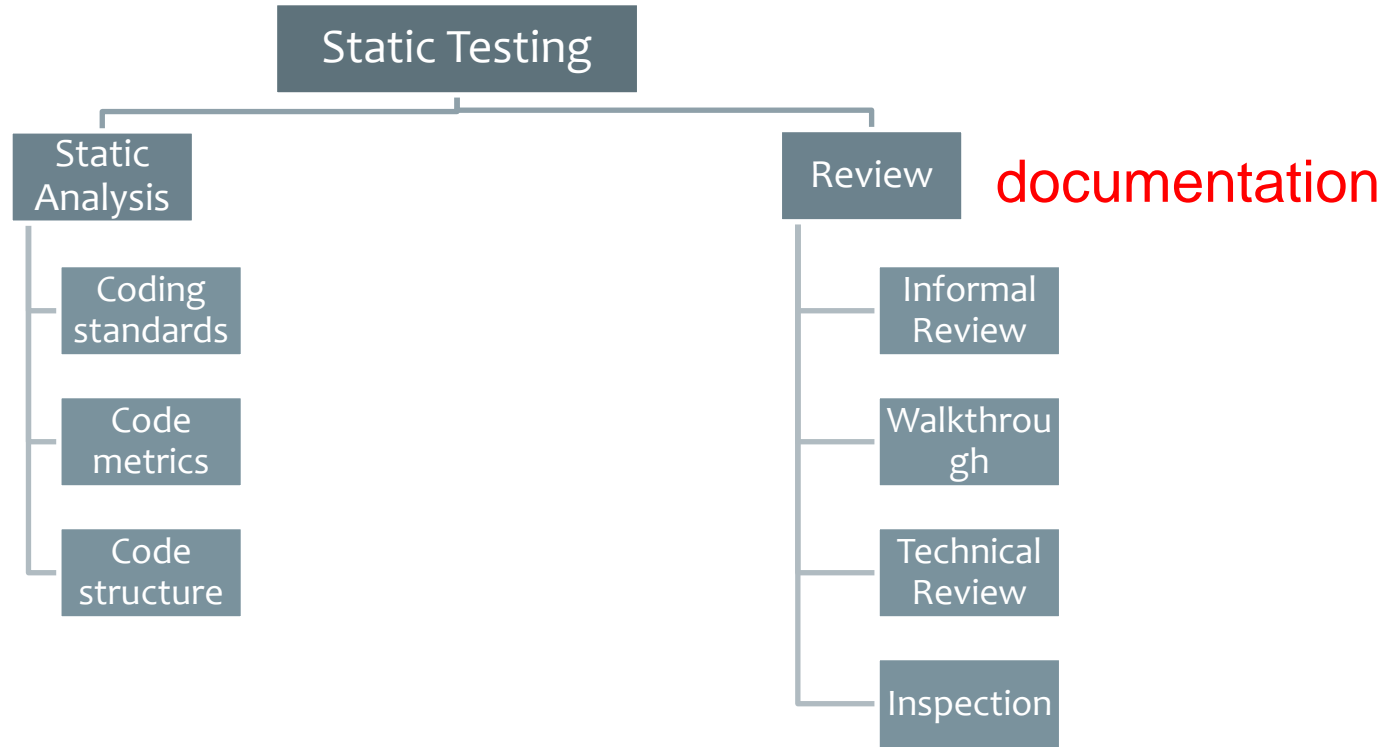 Static Testing
Static
Analysis
Coding
standards
Code
metrics
Code
structure
Review
documentation
Informal
Review
Walkthrou
gh
Technical
Review
Inspection